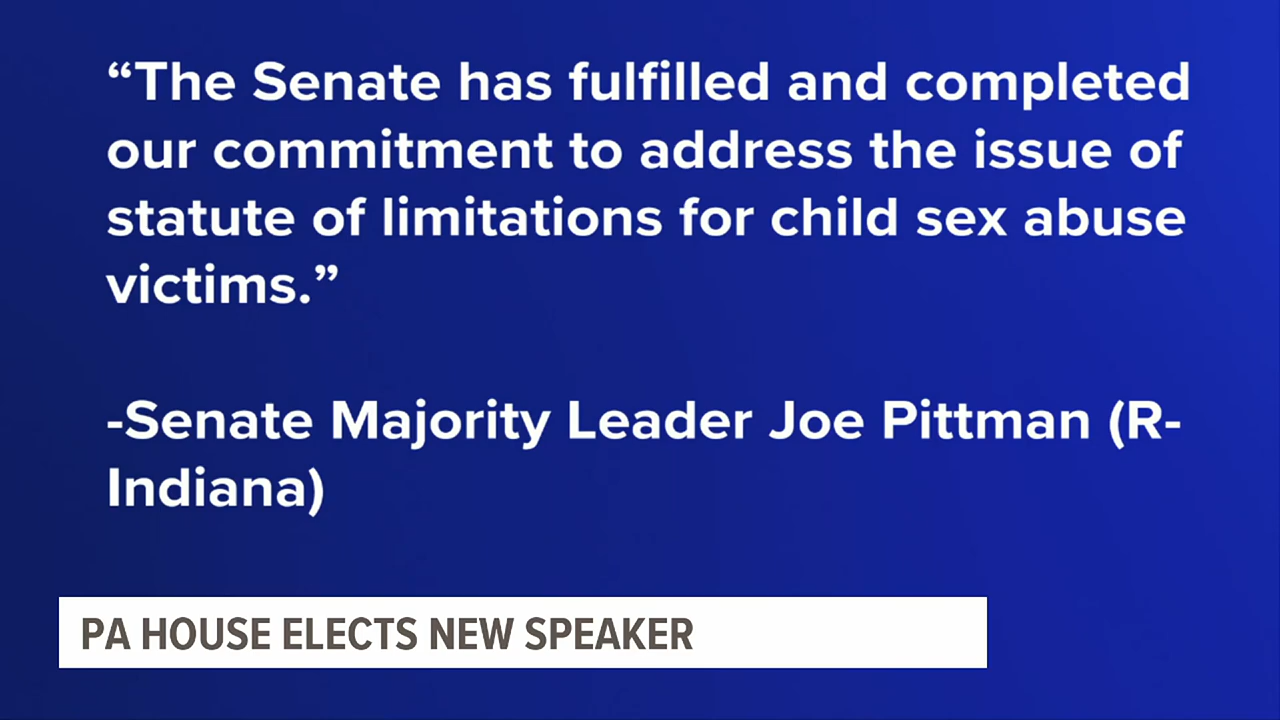 “The Senate has fulfilled and completed
our commitment to address the issue of
statute of limitations for child sex abuse
victims.”
-Senate Majority Leader Joe Pittman (R-
Indiana)
PA HOUSE ELECTS NEW SPEAKER